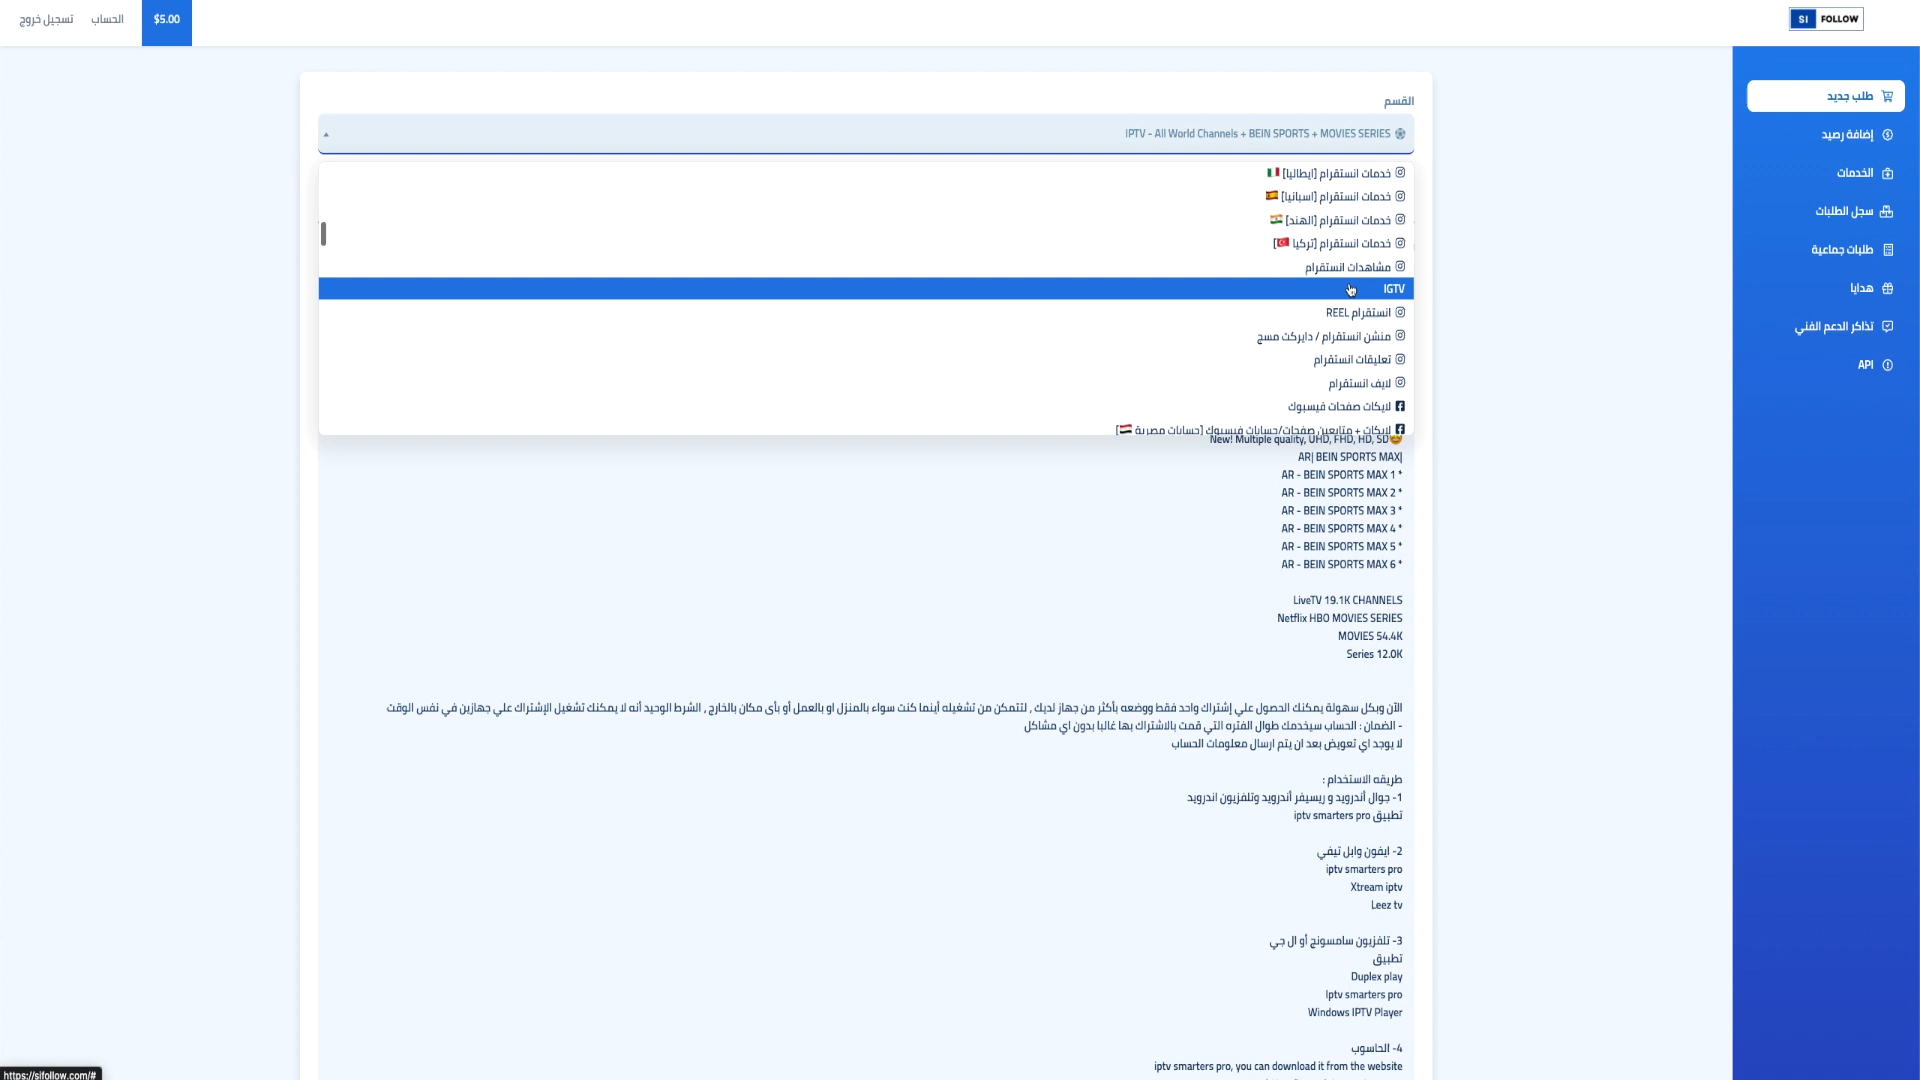 SI FOLLOW
$5.00
الحساب
تسجيل خروج
طلب جديد
إضافة رصيد
الخدمات
سجل الطلبات
طلبات جماعية
هدايا
تذاكر الدعم الفني
API
القسم
IPTV - All World Channels + BEIN SPORTS + MOVIES SERIES
خدمات انستقرام [ايطاليا]
خدمات انستقرام [اسبانيا]
خدمات انستقرام [الهند]
خدمات انستقرام [تركيا]
مشاهدات انستقرام
IGTV
انستقرام REEL
منشن انستقرام / دايركت مسج
تعليقات انستقرام
لايف انستقرام
لايكات صفحات فيسبوك
لايكات + متابعين صفحات/حسابات فيسبوك [حسابات مصرية]
New! Multiple quality, UHD, FHD, HD, SD
AR| BEIN SPORTS MAX|
AR - BEIN SPORTS MAX 1 *
AR - BEIN SPORTS MAX 2 *
AR - BEIN SPORTS MAX 3 *
AR - BEIN SPORTS MAX 4 *
AR - BEIN SPORTS MAX 5 *
AR - BEIN SPORTS MAX 6 *
LiveTV 19.1K CHANNELS
Netflix HBO MOVIES SERIES
MOVIES 54.4K
Series 12.0K
الآن وبكل سهولة يمكنك الحصول علي إشتراك واحد فقط ووضعه بأكثر من جهاز لديك , لتتمكن من تشغيله أينما كنت سواء بالمنزل او بالعمل أو بأى مكان بالخارج , الشرط الوحيد أنه لا يمكنك تشغيل الإشتراك علي جهازين في نفس الوقت
- الضمان : الحساب سيخدمك طوال الفتره التي قمت بالاشتراك بها غالبا بدون اي مشاكل
لا يوجد اي تعويض بعد ان يتم ارسال معلومات الحساب
طريقه الاستخدام :
1- جوال أندرويد و ريسيفر أندرويد وتلفزيون اندرويد
تطبيق iptv smarters pro
2- ايفون وابل تيفي
iptv smarters pro
Xtream iptv
Leez tv
3- تلفزيون سامسونج أو ال جي
تطبيق
Duplex play
Iptv smarters pro
Windows IPTV Player
4- الحاسوب
iptv smarters pro, you can download it from the website
https://sifollow.com/#